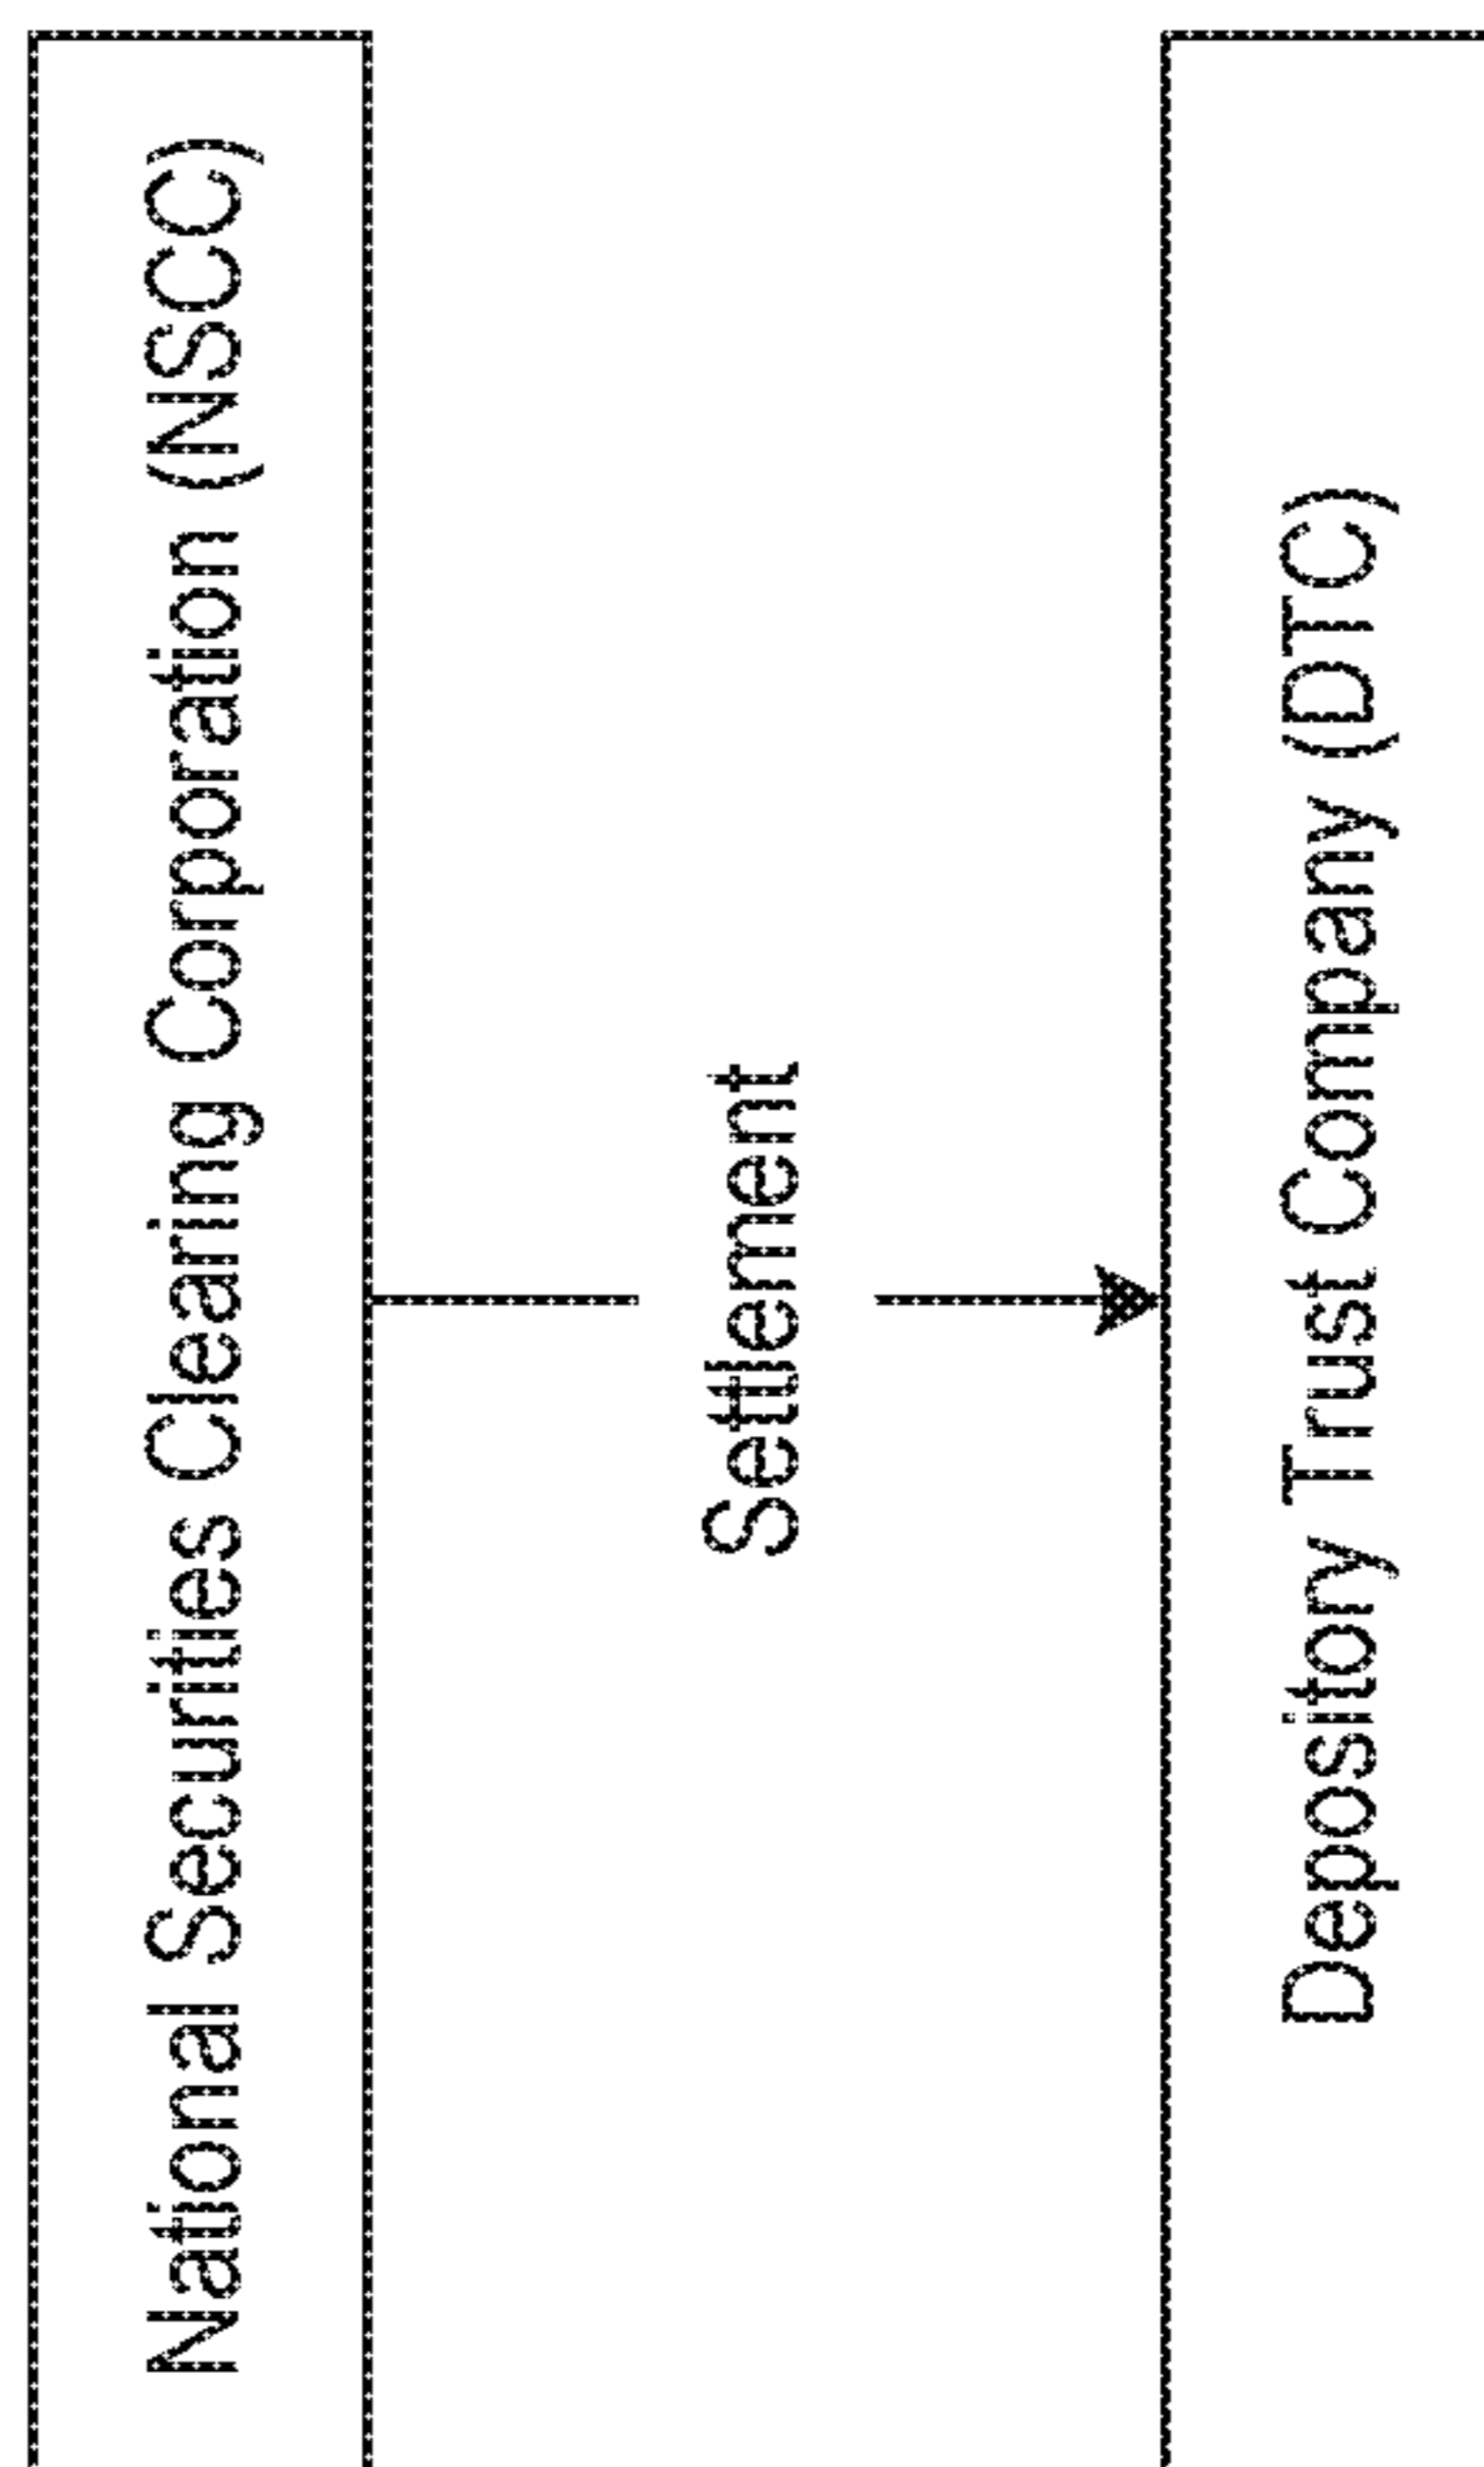 National Securities Clearing Corporation (NSCC)
Settlement
Depository Trust Company (DTC)